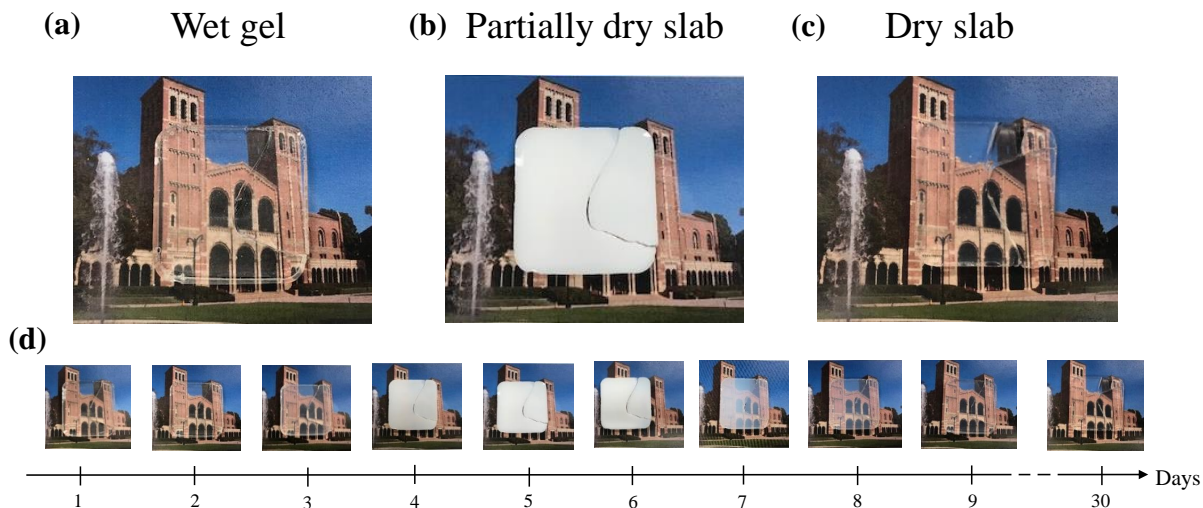 (a) Wet gel
(b) Partially dry slab
(c) Dry slab
(d)
1 2 3 4 5 6 7 8 9 30 Days